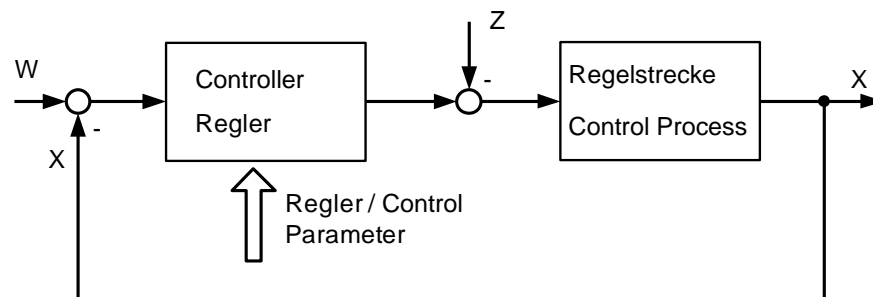 Z
W
-
Controller
Regler
-
Regelstrecke
Control Process
X
X
-
Regler / Control
Parameter